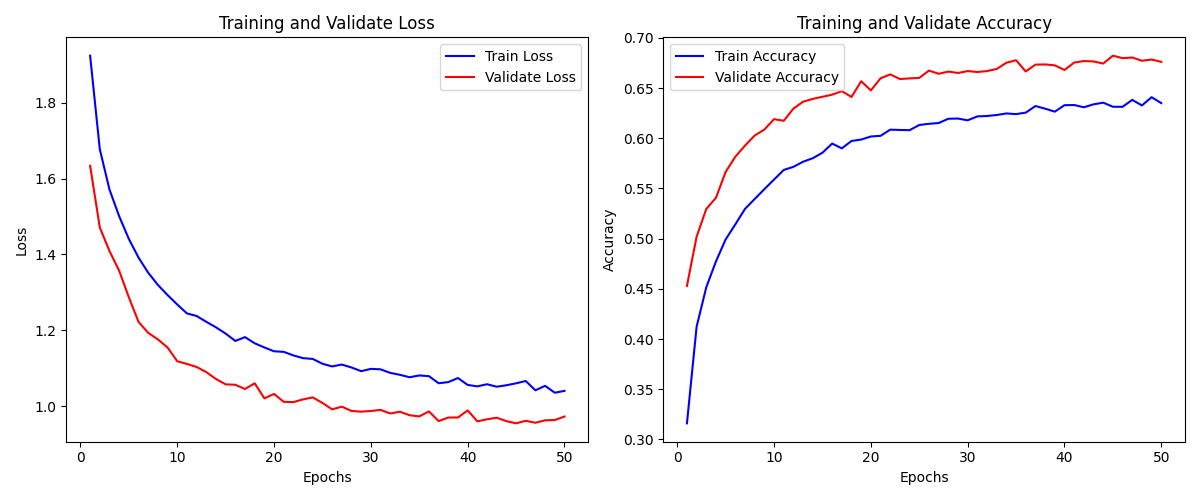 Training and Validate Loss
Train Loss
Validate Loss
1.8
1.6
1.4
1.2
1.0
Loss
0
10
20
30
40
50
Epochs
Training and Validate Accuracy
Train Accuracy
Validate Accuracy
0.70
0.65
0.60
0.55
0.50
0.45
0.40
0.35
0.30
Accuracy
0
10
20
30
40
50
Epochs